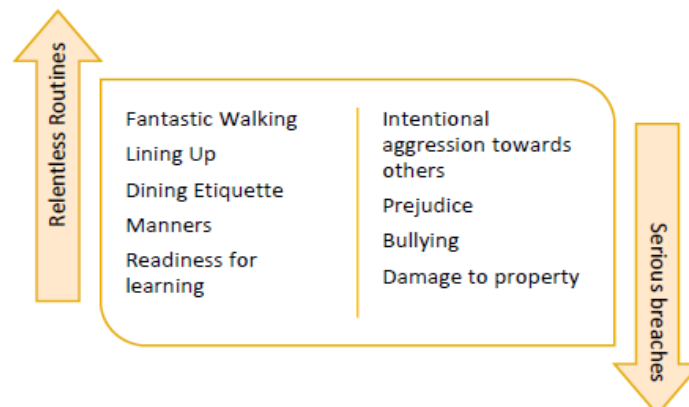 Relentless Routines
Fantastic Walking
Lining Up
Dining Etiquette
Manners
Readiness for
learning
Intentional
aggression towards
others
Prejudice
Bullying
Damage to property
Serious breaches